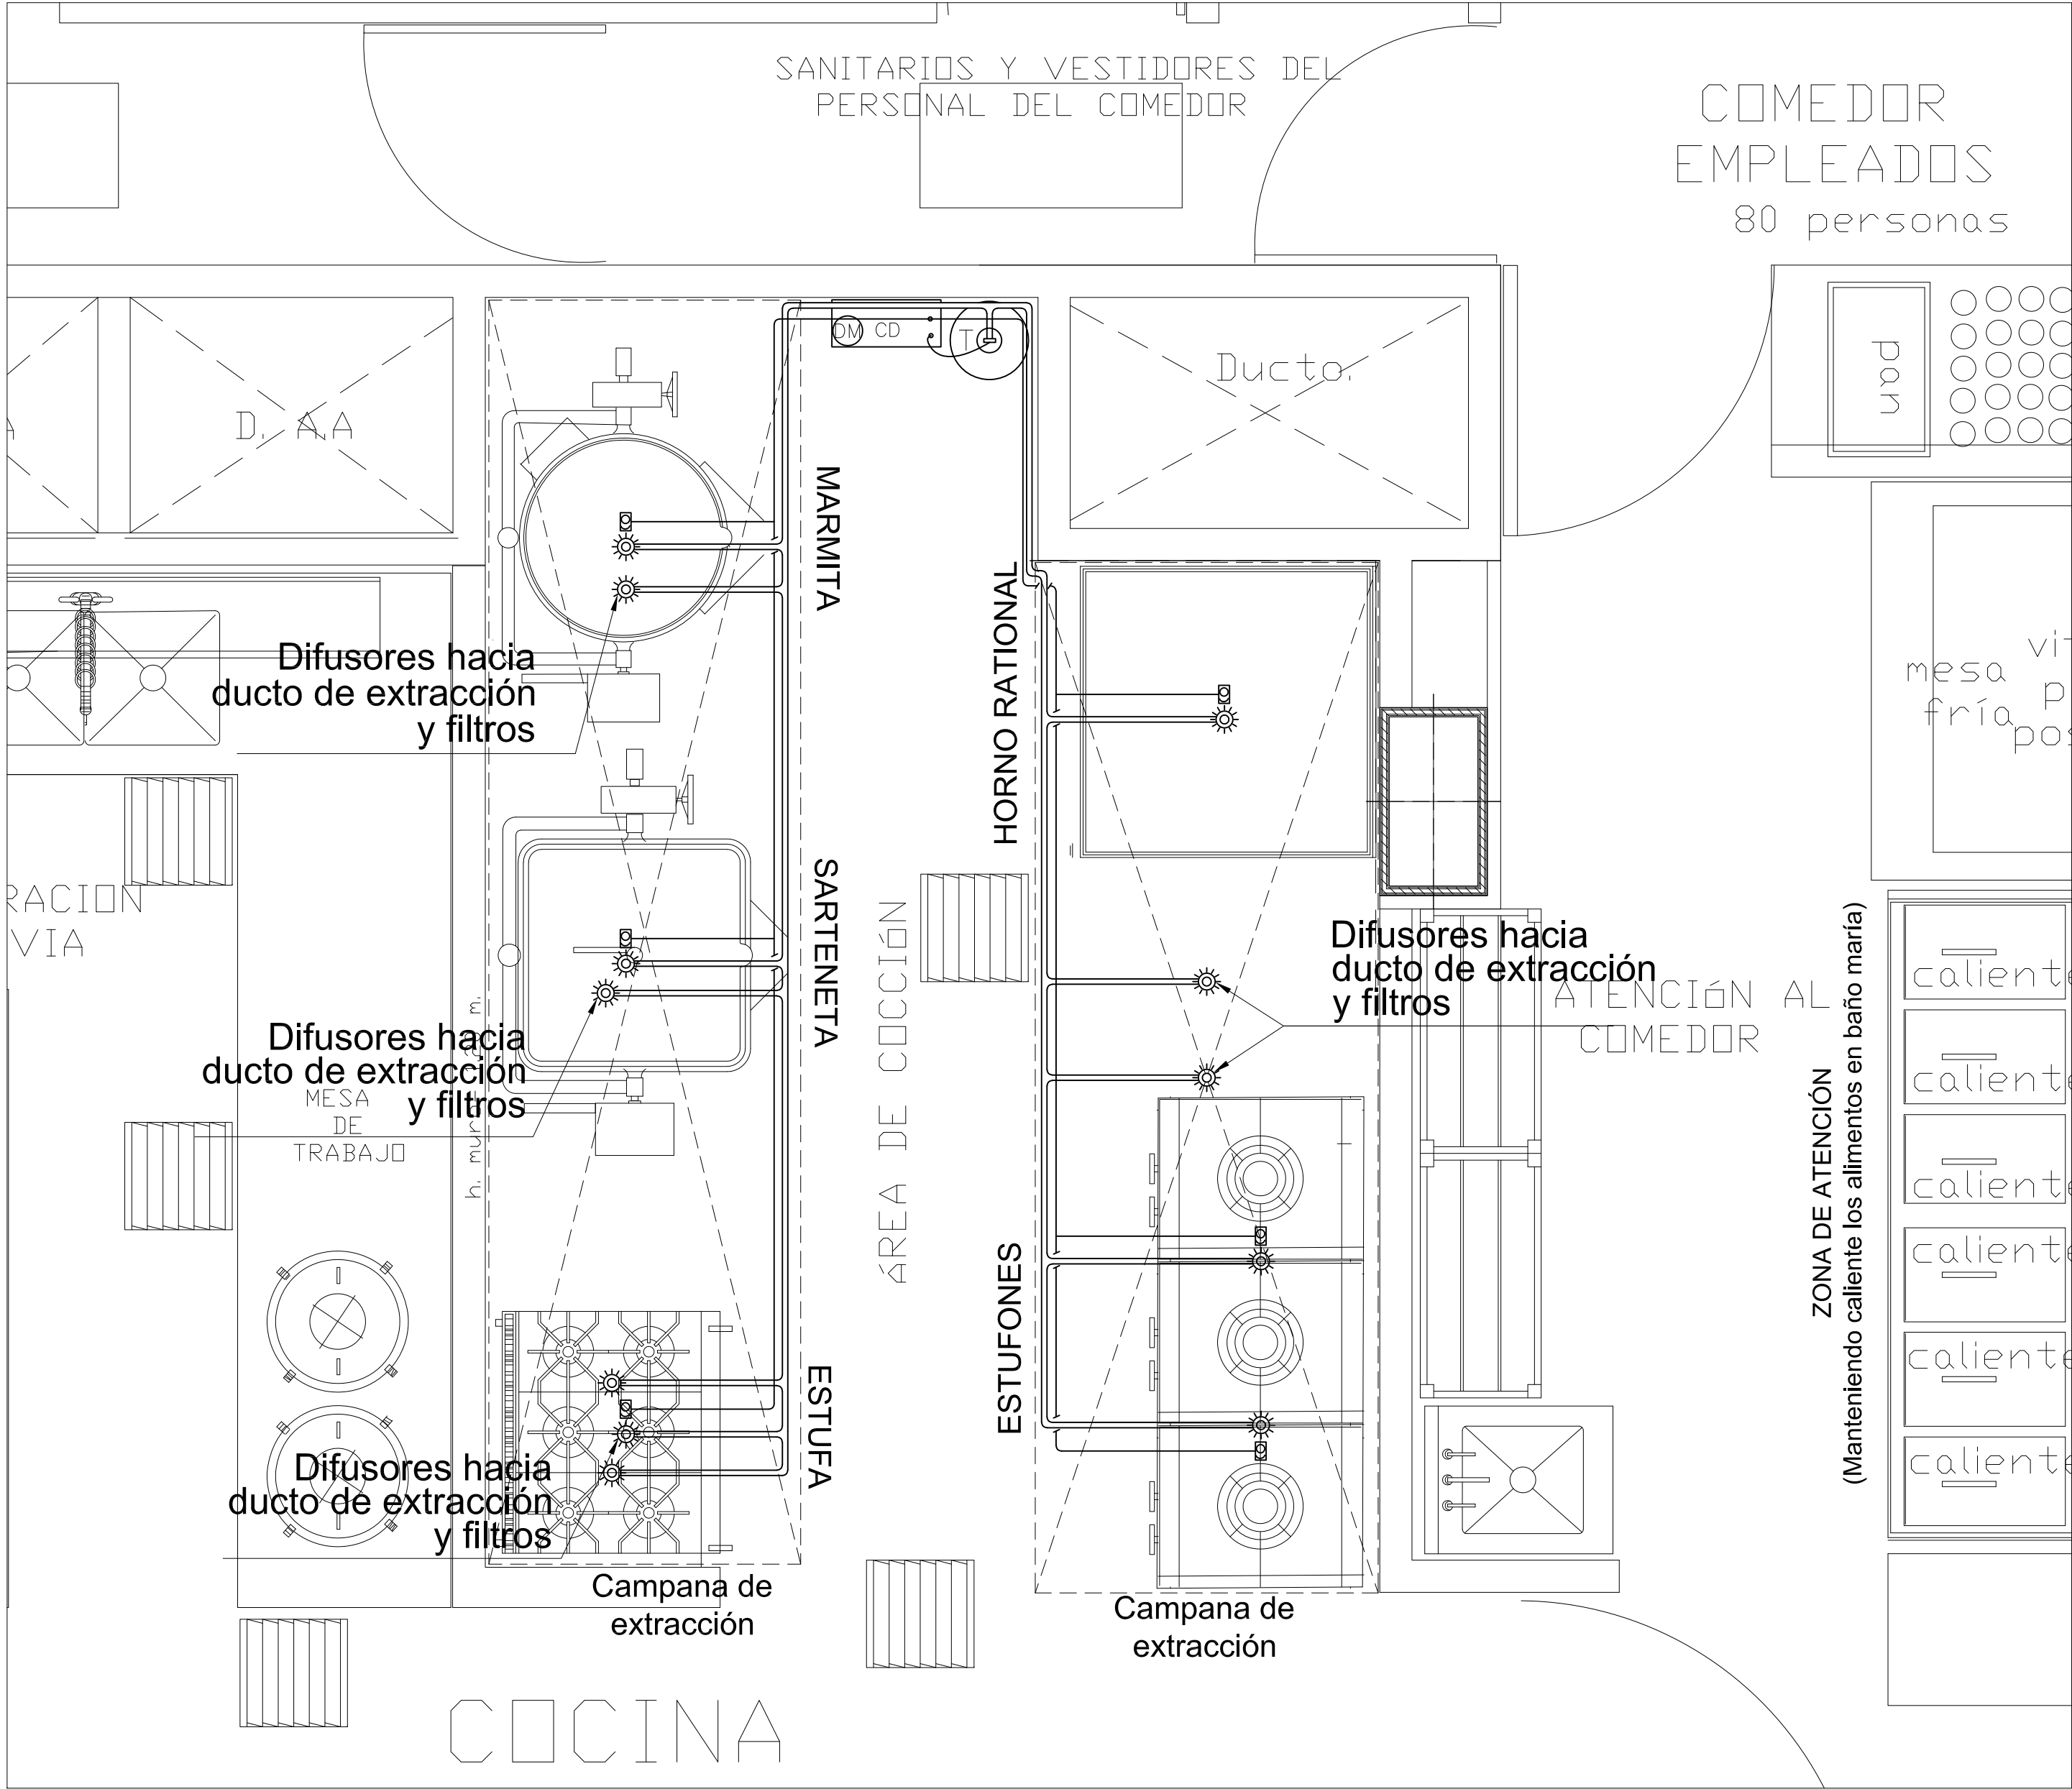 SANITARIOS Y VESTIDORES DEL
PERSONAL DEL COMEDOR
COMEDOR
EMPLEADOS
80 personas
DM
CD
T
Ducto.
pan
D. A.A
A
MARMITA
HORNO RATIONAL
Difusores hacia
ducto de extracción
y filtros
mesa
fría
vi
p
pos
RACION
VIA
SARTENETA
ÁREA DE COCCIóN
Difusores hacia
ducto de extracción
y filtros
ATENCIóN AL
COMEDOR
Difusores hacia
ducto de extracción
y filtros
MESA
DE
TRABAJO
ZONA DE ATENCIÓN
(Manteniendo caliente los alimentos en baño maría)
caliente
caliente
caliente
caliente
caliente
caliente
ESTUFONES
ESTUFA
Difusores hacia
ducto de extracción
y filtros
Campana de
extracción
Campana de
extracción
COCINA